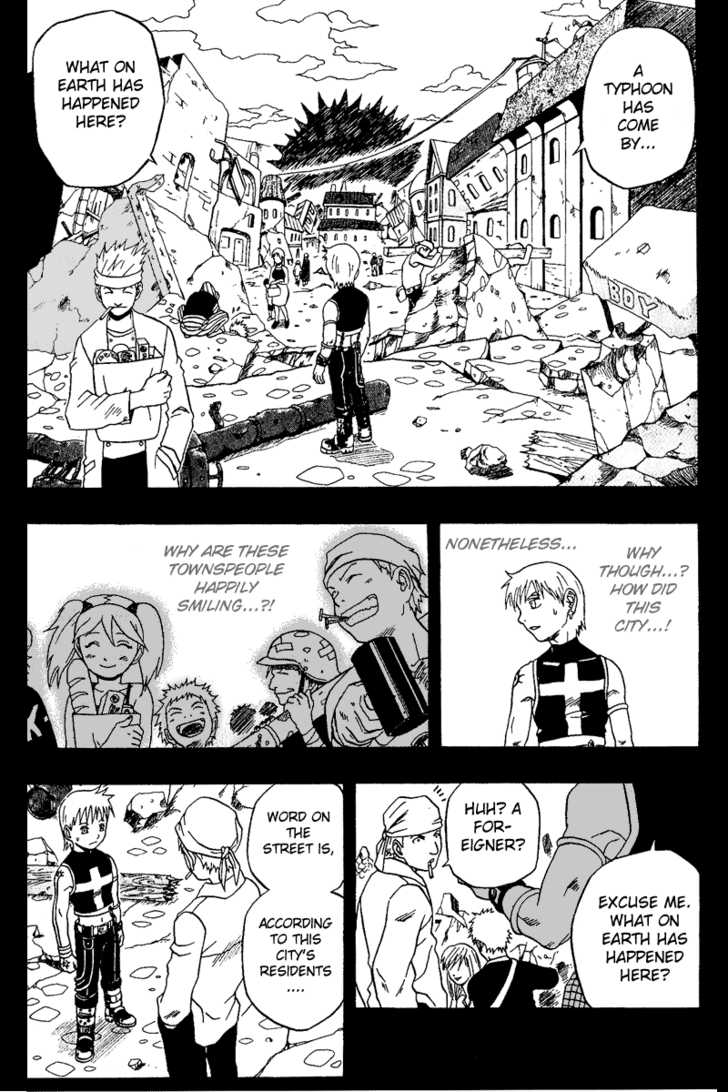 A
TYPHOON
HAS
COME
BY...
WHAT ON
EARTH HAS
HAPPENED
HERE?
BOY
NONETHELESS...
WHY
THOUGH...?
HOW DID
THIS
CITY...!
WHY ARE THESE
TOWNSPEOPLE
HAPPILY
SMILING...?!
HUH? A
FOR-
EIGNER?
EXCUSE ME.
WHAT ON
EARTH HAS
HAPPENED
HERE?
WORD ON
THE
STREET IS,
ACCORDING
TO THIS
CITY'S
RESIDENTS
....